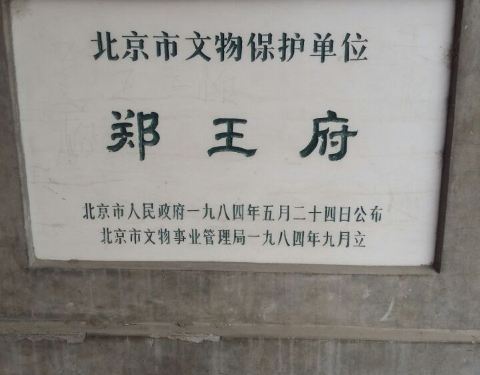 北京市文物保护单位
郑王府
北京市人民政府一九八四年五月二十四日公布
北京市文物事业管理局一九八四年九月立